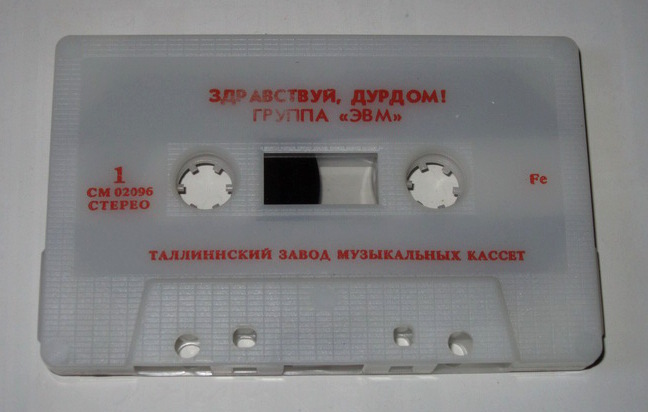 ЗДРАВСТВУЙ, ДУРДОМ!
ГРУППА «ЭВМ»
1
СМ 02096
СТЕРЕО
Fe
ТАЛЛИННСКИЙ ЗАВОД МУЗЫКАЛЬНЫХ КАССЕТ